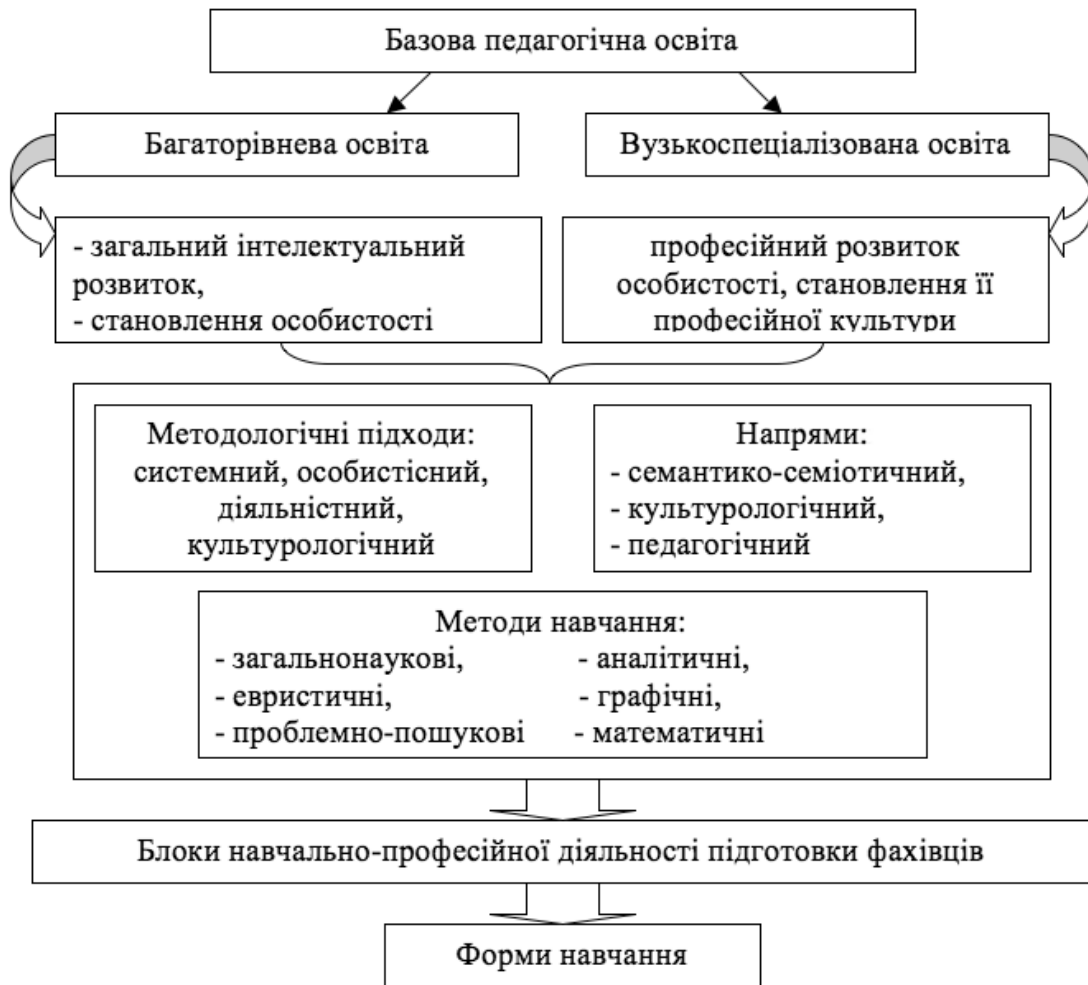 Базова педагогічна освіта
Багаторівнева освіта
Вузькоспеціалізована освіта
- загальний інтелектуальний
розвиток,
- становлення особистості
професійний розвиток
особистості, становлення її
професійної культури
Методологічні підходи:
системний, особистісний,
діяльністний,
культурологічний
Напрями:
- семантико-семіотичний,
- культурологічний,
- педагогічний
Методи навчання:
- загальнонаукові, - аналітичні,
- евристичні, - графічні,
- проблемно-пошукові - математичні
Блоки навчально-професійної діяльності підготовки фахівців
Форми навчання